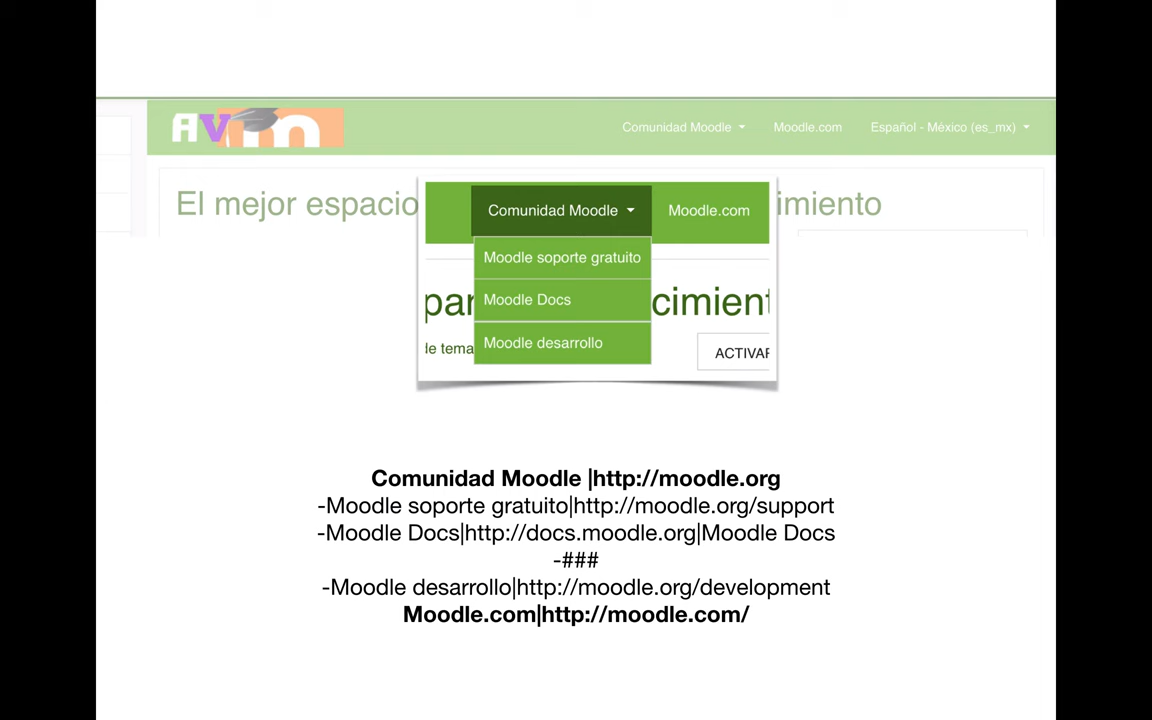 AVm
Comunidad Moodle Moodle.com Español - México (es_mx)
El mejor espacio imiento
Comunidad Moodle Moodle.com
Moodle soporte gratuito
par cimient
Moodle Docs
de tema Moodle desarrollo ACTIVAR
Comunidad Moodle |http://moodle.org
-Moodle soporte gratuito|http://moodle.org/support
-Moodle Docs|http://docs.moodle.org|Moodle Docs
-###
-Moodle desarrollo|http://moodle.org/development
Moodle.com|http://moodle.com/